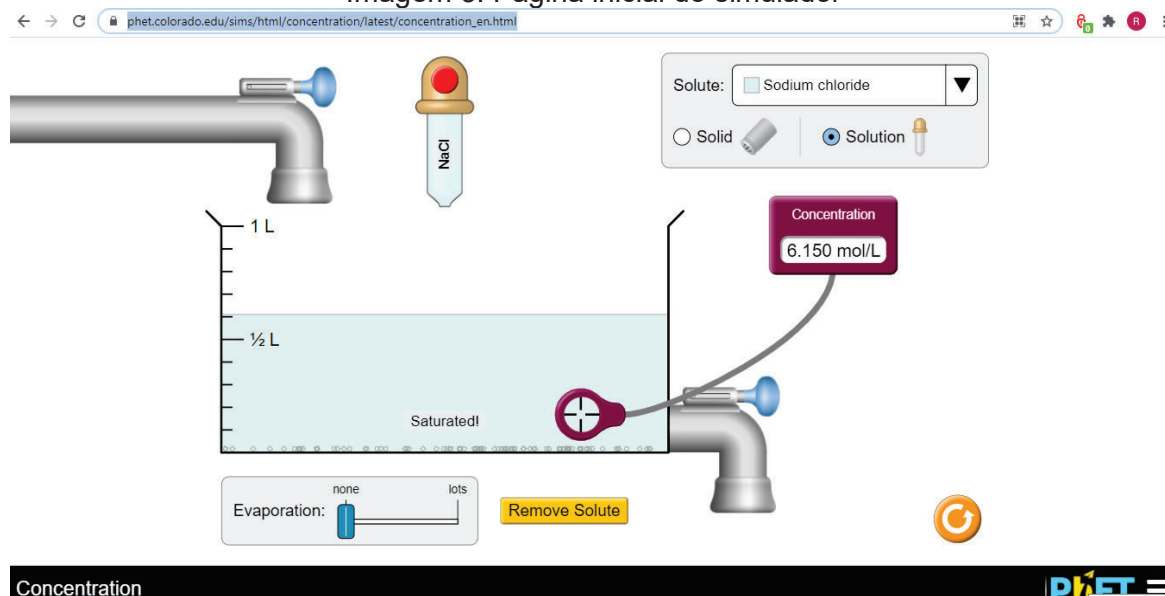 Imagem 3. Página inicial do simulador
phet.colorado.edu/sims/html/concentration/latest/concentration_en.html
R
0
Solute: Sodium chloride
Solid Solution
NaCl
Concentration
6.150 mol/L
1 L
½ L
Saturated!
none lots
Evaporation:
Remove Solute
Concentration
PhET